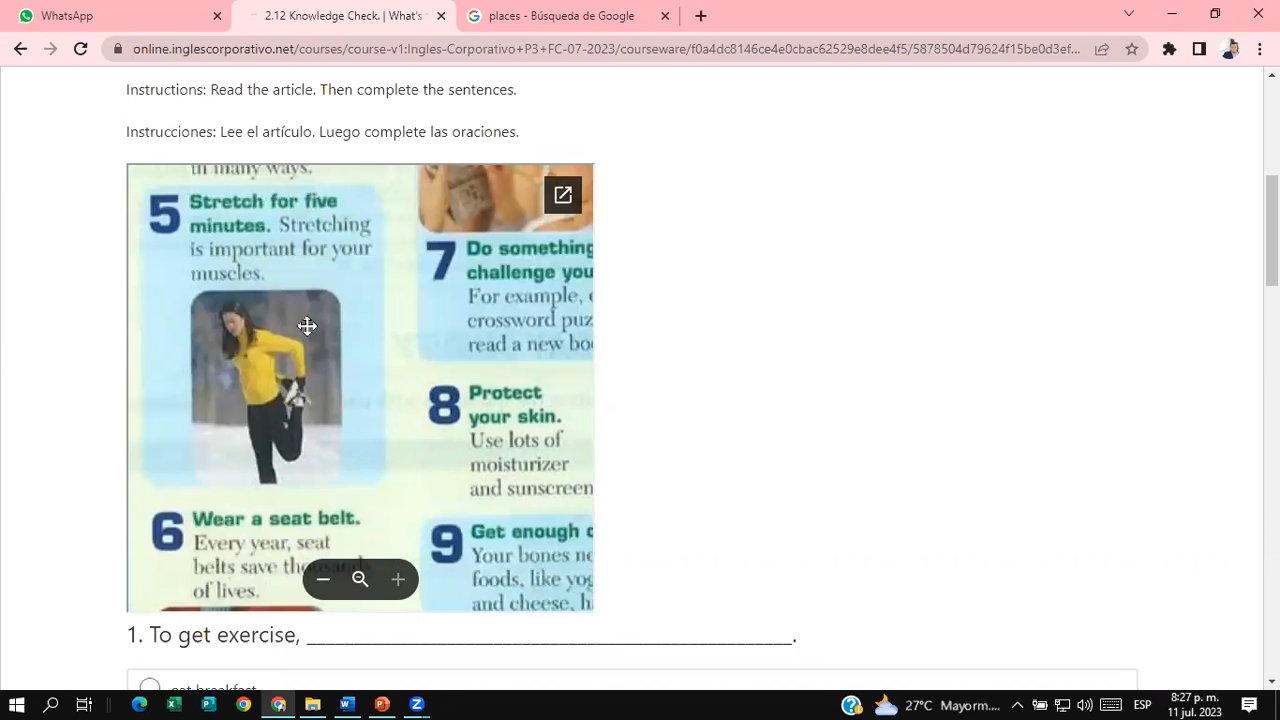 WhatsApp
2.12 Knowledge Check. | What's
places - Búsqueda de Google
online.inglescorporativo.net/courses/course-v1:Ingles-Corporativo+P3+FC-07-2023/courseware/f0a4dc8146ce4e0cbac62529e8dee4f5/5878504d79624f15be0d3ef...
Instructions: Read the article. Then complete the sentences.
Instrucciones: Lee el artículo. Luego complete las oraciones.
in many ways.
5 Stretch for five
minutes. Stretching
is important for your
muscles.
6 Wear a seat belt.
Every year, seat
belts save thousands
of lives.
7 Do something
challenge you
For example,
crossword puz
read a new bo
8 Protect
your skin.
Use lots of
moisturizer
and sunscreen
9 Get enough
Your bones ne
foods, like yog
and cheese, h
1. To get exercise, ______________________________________________.
eat breakfast
27°C Mayorm....
ESP
8:27 p. m.
11 jul. 2023